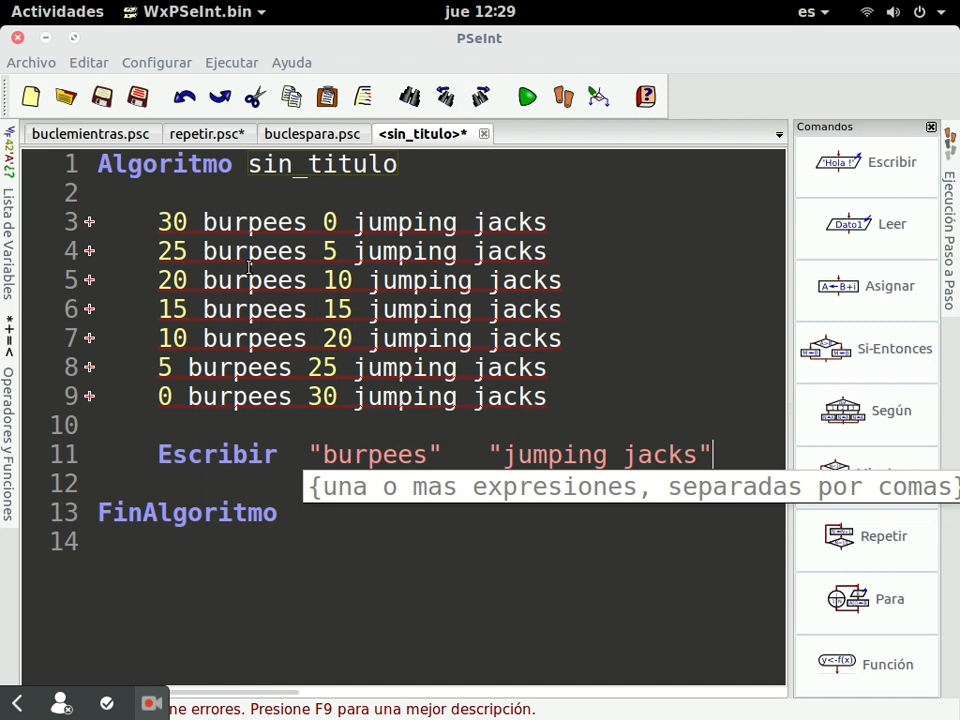 Actividades WxPSeInt.bin jue 12:29 es
PSeInt
Archivo Editar Configurar Ejecutar Ayuda
buclemientras.psc repetir.psc* buclespara.psc <sin_titulo>*
Comandos
Lista de Variables
*+=< Operadores y Funciones
1 Algoritmo sin_titulo
2
3 30 burpees 0 jumping jacks
4 25 burpees 5 jumping jacks
5 20 burpees 10 jumping jacks
6 15 burpees 15 jumping jacks
7 10 burpees 20 jumping jacks
8 5 burpees 25 jumping jacks
9 0 burpees 30 jumping jacks
10
11 Escribir "burpees" "jumping jacks"
12 {una o mas expresiones, separadas por comas}
13 FinAlgoritmo
14
'Hola !' Escribir
Dato1 Leer
A←B+i Asignar
Si-Entonces
Según
Repetir
Para
y<-f(x) Función
Ejecución Paso a Paso
ne errores. Presione F9 para una mejor descripción.